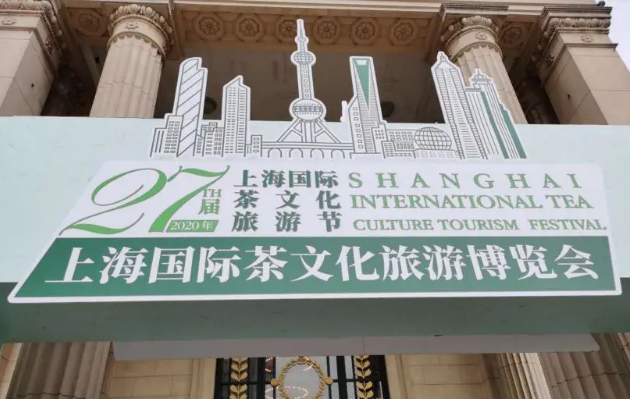 27TH届
2020年
上海国际
茶文化
旅游节
SHANGHAI
INTERNATIONAL TEA
CULTURE TOURISM FESTIVAL
上海国际茶文化旅游博览会